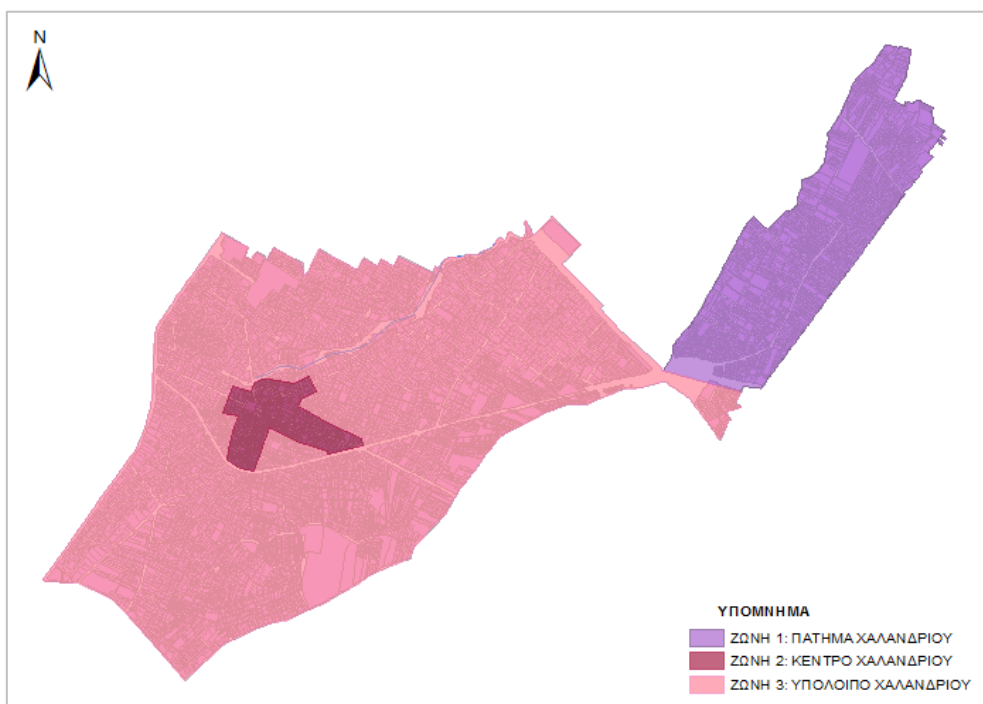 N
ΥΠΟΜΝΗΜΑ
ΖΩΝΗ 1: ΠΑΤΗΜΑ ΧΑΛΑΝΔΡΙΟΥ
ΖΩΝΗ 2: ΚΕΝΤΡΟ ΧΑΛΑΝΔΡΙΟΥ
ΖΩΝΗ 3: ΥΠΟΛΟΙΠΟ ΧΑΛΑΝΔΡΙΟΥ